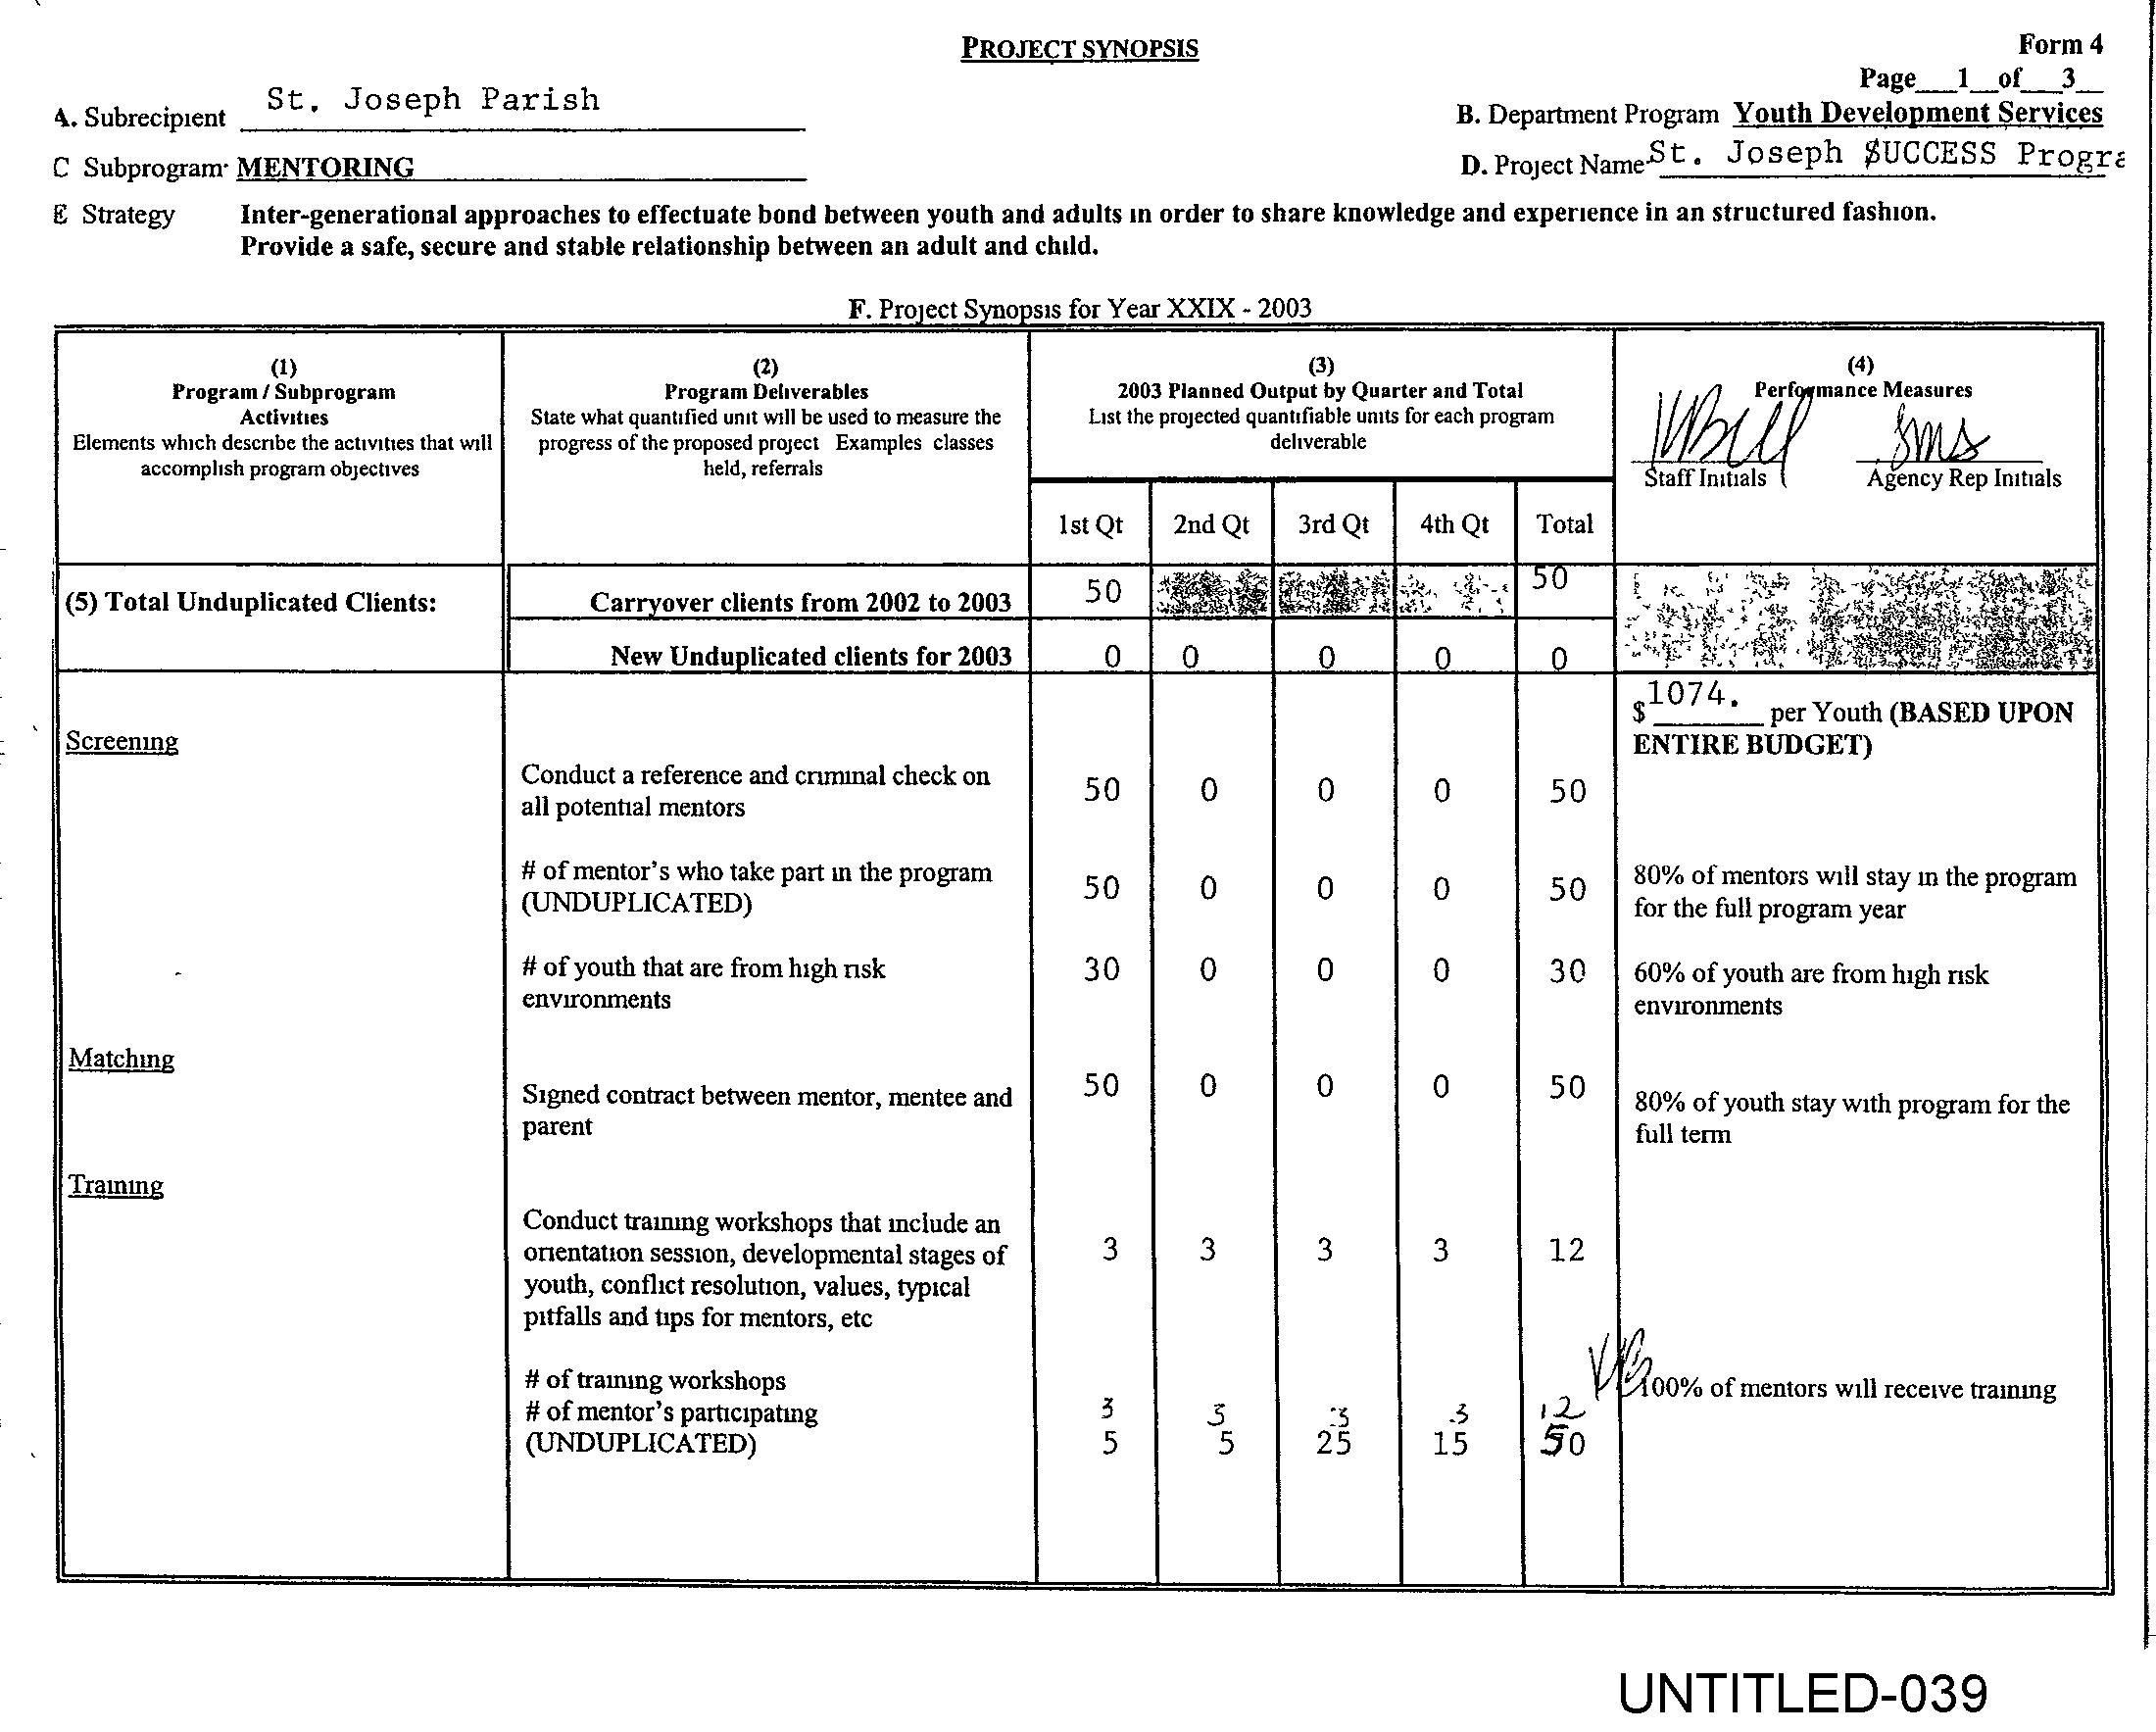 PROJECT SYNOPSIS
Form 4
Page 1 of 3
A. Subrecipient St. Joseph Parish
B. Department Program Youth Development Services
C Subprogram MENTORING
D. Project Name St. Joseph $UCCESS Progra
E Strategy Inter-generational approaches to effectuate bond between youth and adults in order to share knowledge and experience in an structured fashion.
Provide a safe, secure and stable relationship between an adult and child.
F. Project Synopsis for Year XXIX - 2003
(1)
Program / Subprogram
Activities
Elements which describe the activities that will
accomplish program objectives
(2)
Program Deliverables
State what quantified unit will be used to measure the
progress of the proposed project Examples classes
held, referrals
(3)
2003 Planned Output by Quarter and Total
List the projected quantifiable units for each program
deliverable
(4)
Performance Measures
Staff Initials Agency Rep Initials
1st Qt 2nd Qt 3rd Qt 4th Qt Total
(5) Total Unduplicated Clients: Carryover clients from 2002 to 2003 50 50
New Unduplicated clients for 2003 0 0 0 0 0
$1074. per Youth (BASED UPON
ENTIRE BUDGET)
Screening
Conduct a reference and criminal check on
all potential mentors
50 0 0 0 50
# of mentor's who take part in the program
(UNDUPLICATED)
50 0 0 0 50
80% of mentors will stay in the program
for the full program year
# of youth that are from high risk
environments
30 0 0 0 30
60% of youth are from high risk
environments
Matching
Signed contract between mentor, mentee and
parent
50 0 0 0 50
80% of youth stay with program for the
full term
Training
Conduct training workshops that include an
orientation session, developmental stages of
youth, conflict resolution, values, typical
pitfalls and tips for mentors, etc
3 3 3 3 12
# of training workshops
# of mentor's participating
(UNDUPLICATED)
3 3 3 3 12
5 5 25 15 50
100% of mentors will receive training
UNTITLED-039